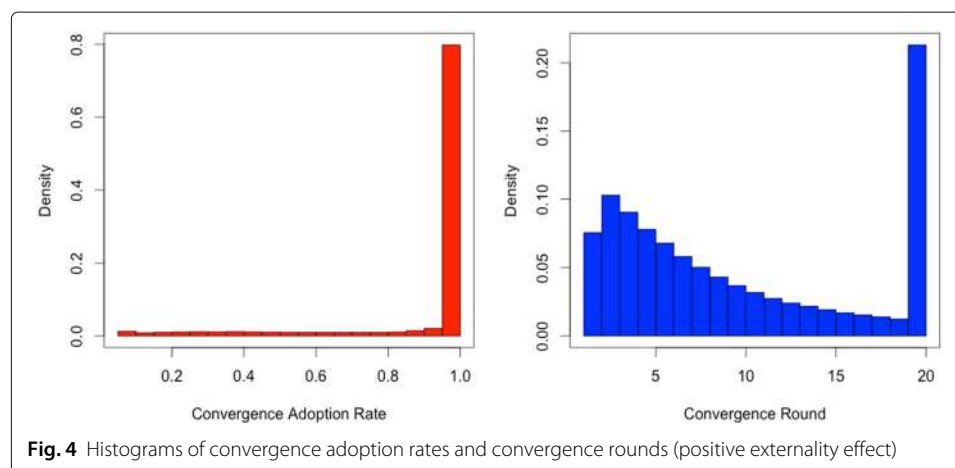 Density
0.8
0.6
0.4
0.2
0.0
0.2 0.4 0.6 0.8 1.0
Convergence Adoption Rate
Density
0.20
0.15
0.10
0.05
0.00
5 10 15 20
Convergence Round
Fig. 4 Histograms of convergence adoption rates and convergence rounds (positive externality effect)